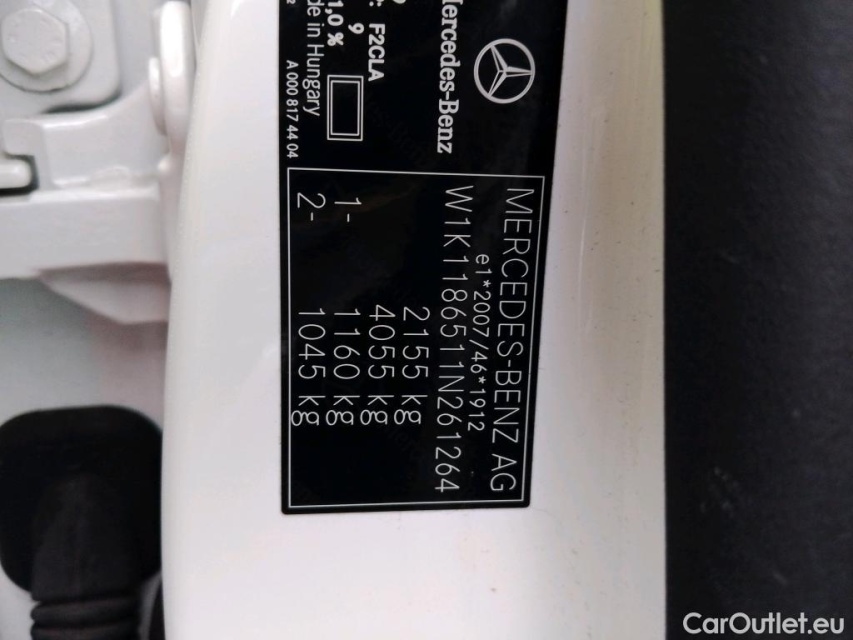 Mercedes-Benz
F2CLA
9
1,0 %
de in Hungary
A 000 817 44 04
MERCEDES-BENZ AG
e1*2007/46*1912
W1K1186511N261264
2155 kg
4055 kg
1- 1160 kg
2- 1045 kg
CarOutlet.eu